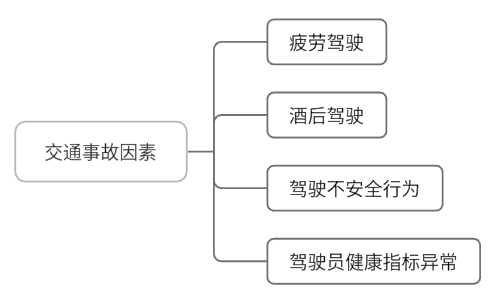 交通事故因素
疲劳驾驶
酒后驾驶
驾驶不安全行为
驾驶员健康指标异常